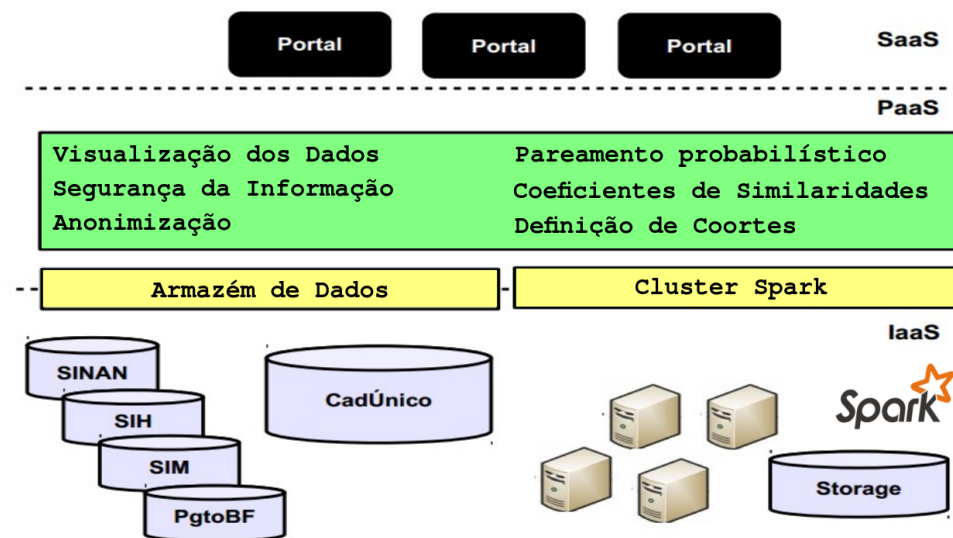 Portal
Portal
Portal
SaaS
PaaS
Visualização dos Dados
Segurança da Informação
Anonimização
Pareamento probabilístico
Coeficientes de Similaridades
Definição de Coortes
Armazém de Dados
Cluster Spark
IaaS
SINAN
SIH
SIM
PgtoBF
CadÚnico
Spark
Storage